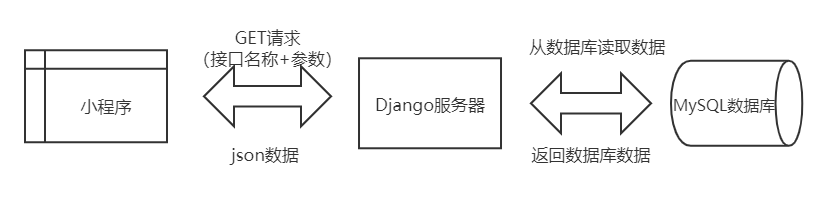 GET请求
（接口名称+参数）
小程序
json数据
Django服务器
从数据库读取数据
返回数据库数据
MySQL数据库